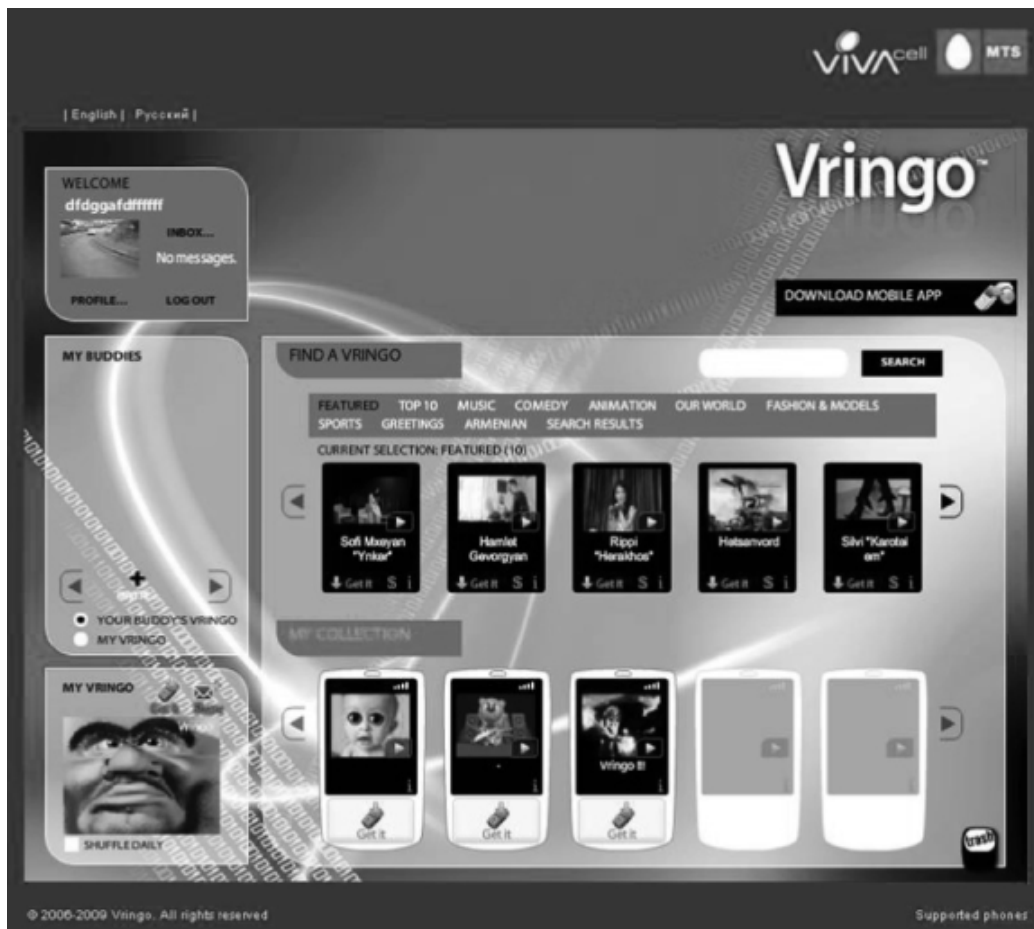 VIVAcell MTS
| English | Русский |
Vringo™
WELCOME
dfdggafdffffff
INBOX...
No messages.
PROFILE... LOG OUT
DOWNLOAD MOBILE APP
MY BUDDIES
YOUR BUDDY'S VRINGO
MY VRINGO
FIND A VRINGO
SEARCH
FEATURED TOP 10 MUSIC COMEDY ANIMATION OUR WORLD FASHION & MODELS
SPORTS GREETINGS ARMENIAN SEARCH RESULTS
CURRENT SELECTION: FEATURED (10)
Sofi Mxeyan
"Ynker"
Get It S i
Hamlet
Gevorgyan
Get It S i
Rippi
"Herakhos"
Get It S i
Hetsanvord
Get It S i
Silvi "Karotel
em"
Get It S i
MY COLLECTION
Get It
Get It
Vringo !!!
Get It
MY VRINGO
SHUFFLE DAILY
trash
© 2006-2009 Vringo. All rights reserved
Supported phones